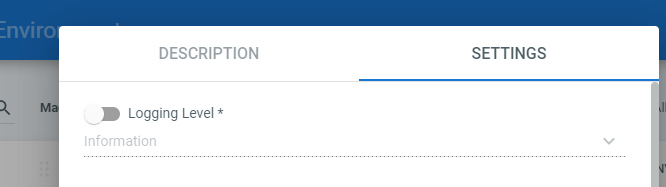 DESCRIPTION
SETTINGS
Logging Level *
Information